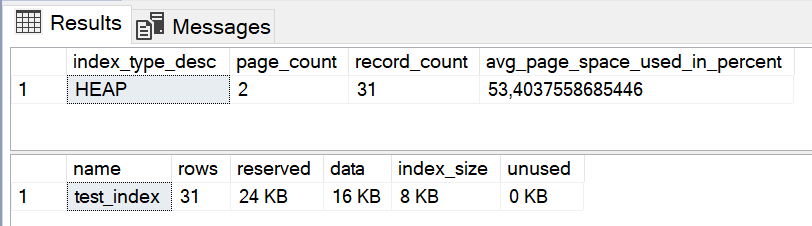 Results Messages
index_type_desc page_count record_count avg_page_space_used_in_percent
1 HEAP 2 31 53,4037558685446
name rows reserved data index_size unused
1 test_index 31 24 KB 16 KB 8 KB 0 KB